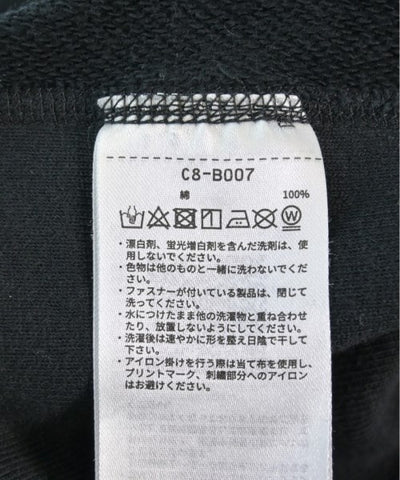 C8-B007
綿 100%
W
・漂白剤、蛍光増白剤を含んだ洗剤は、使
用しないでください。
・色物は他のものと一緒に洗わないでくだ
さい。
・ファスナーが付いている製品は、閉じて
洗ってください。
・水につけたまま他の洗濯物と重ね合わせ
たり、放置しないようにしてください。
・洗濯後は速やかに形を整え日陰で干して
下さい。
・アイロン掛けを行う際は当て布を使用し、
プリントマーク、刺繍部分へのアイロン
はお避けください。